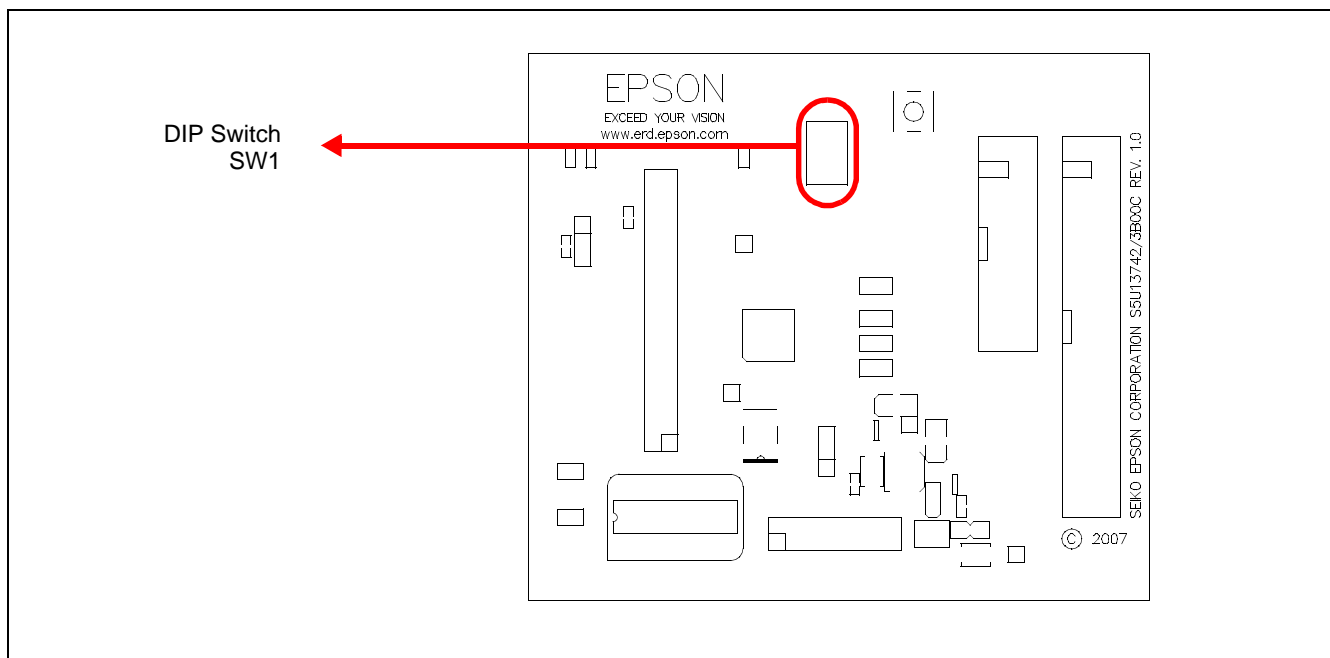 EPSON
EXCEED YOUR VISION
www.erd.epson.com
DIP Switch
SW1
SEIKO EPSON CORPORATION S5U13742/3B00C REV. 1.0
© 2007